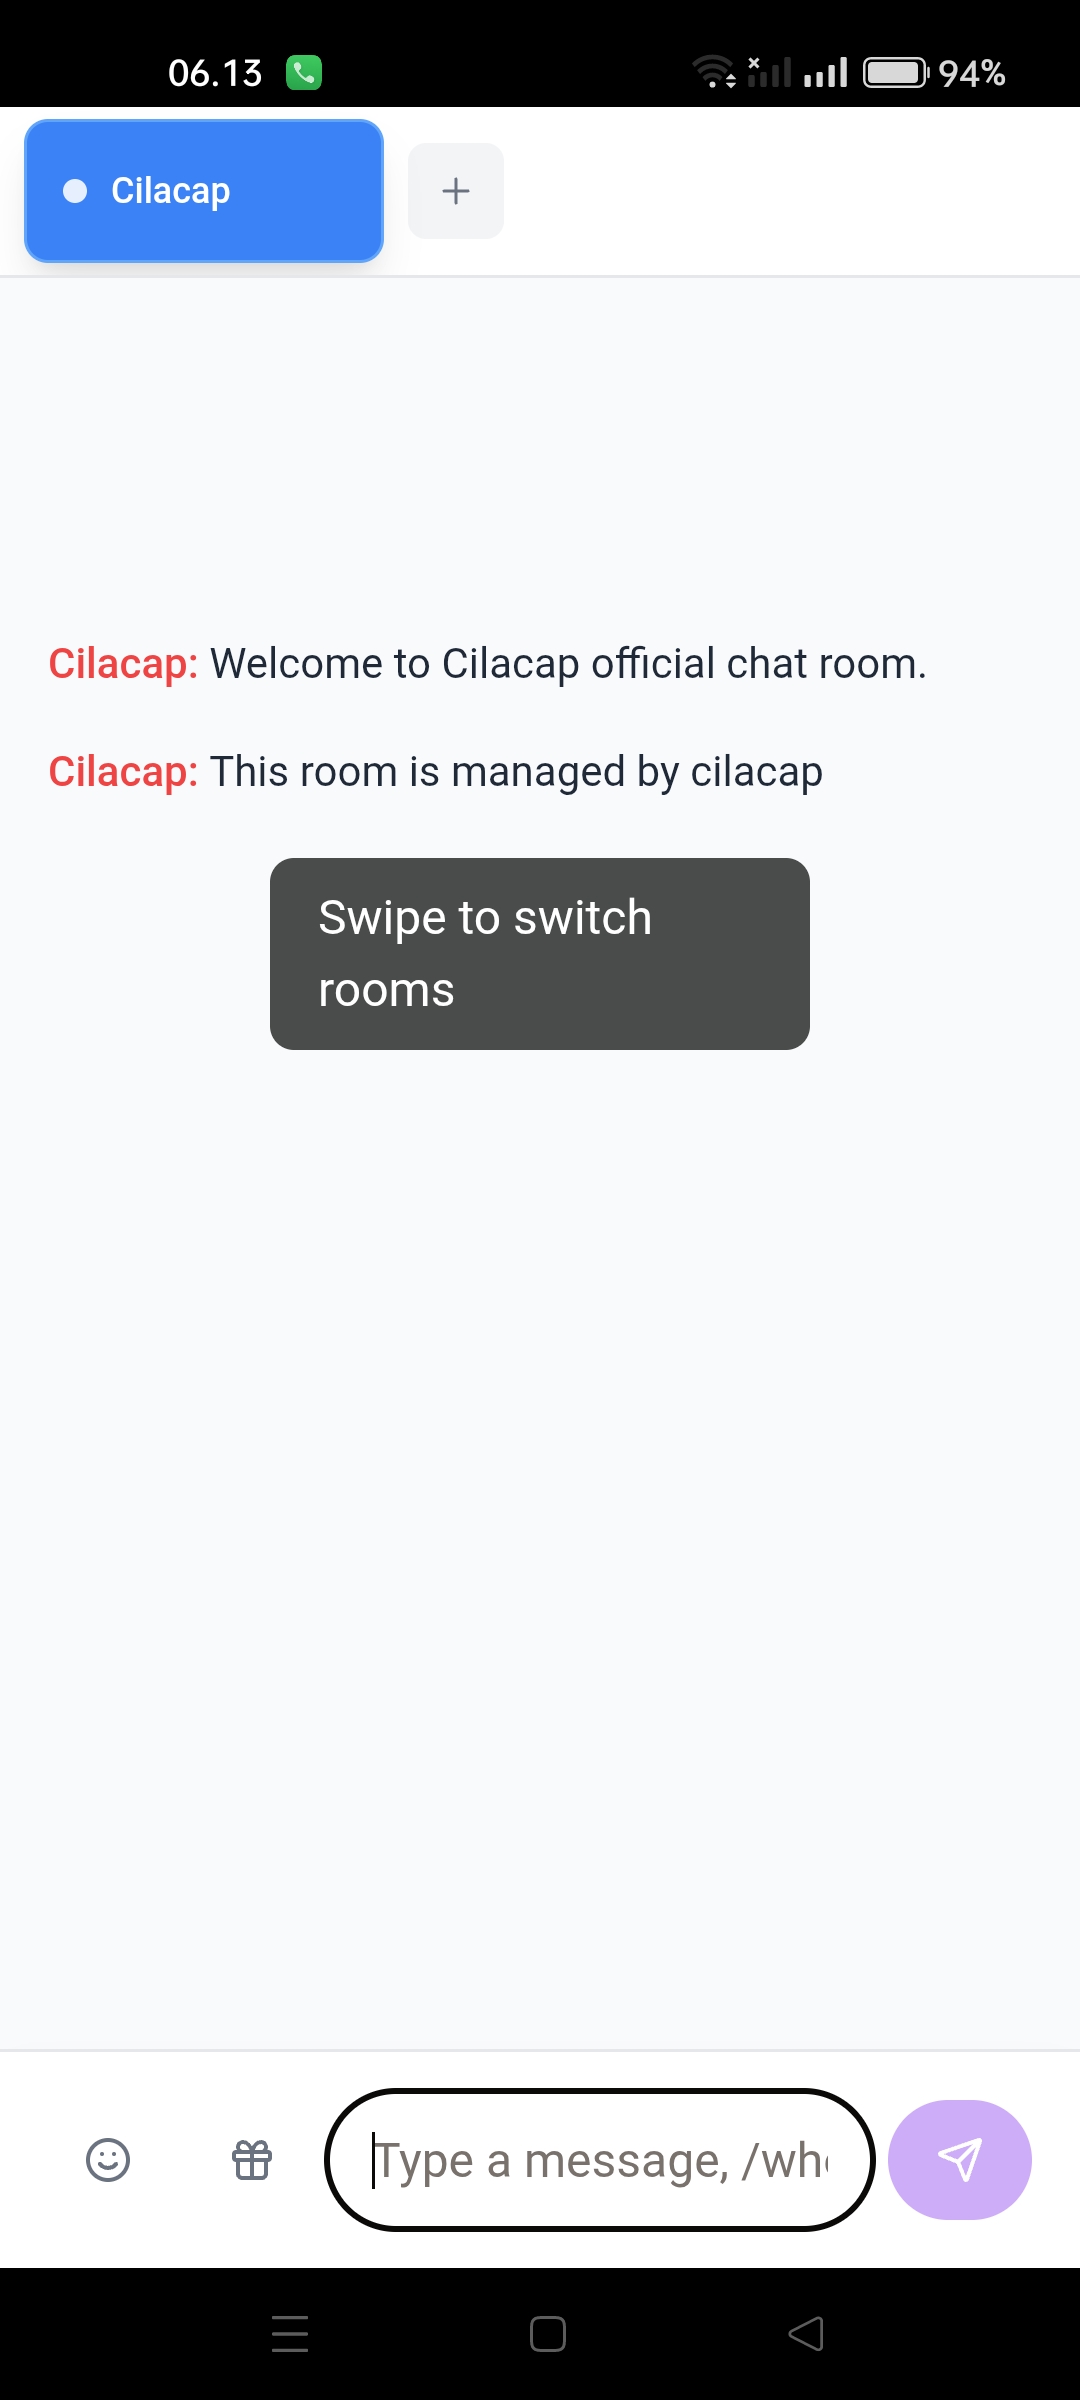 06.13
94%
Cilacap
Cilacap: Welcome to Cilacap official chat room.
Cilacap: This room is managed by cilacap
Swipe to switch
rooms
Type a message, /wh